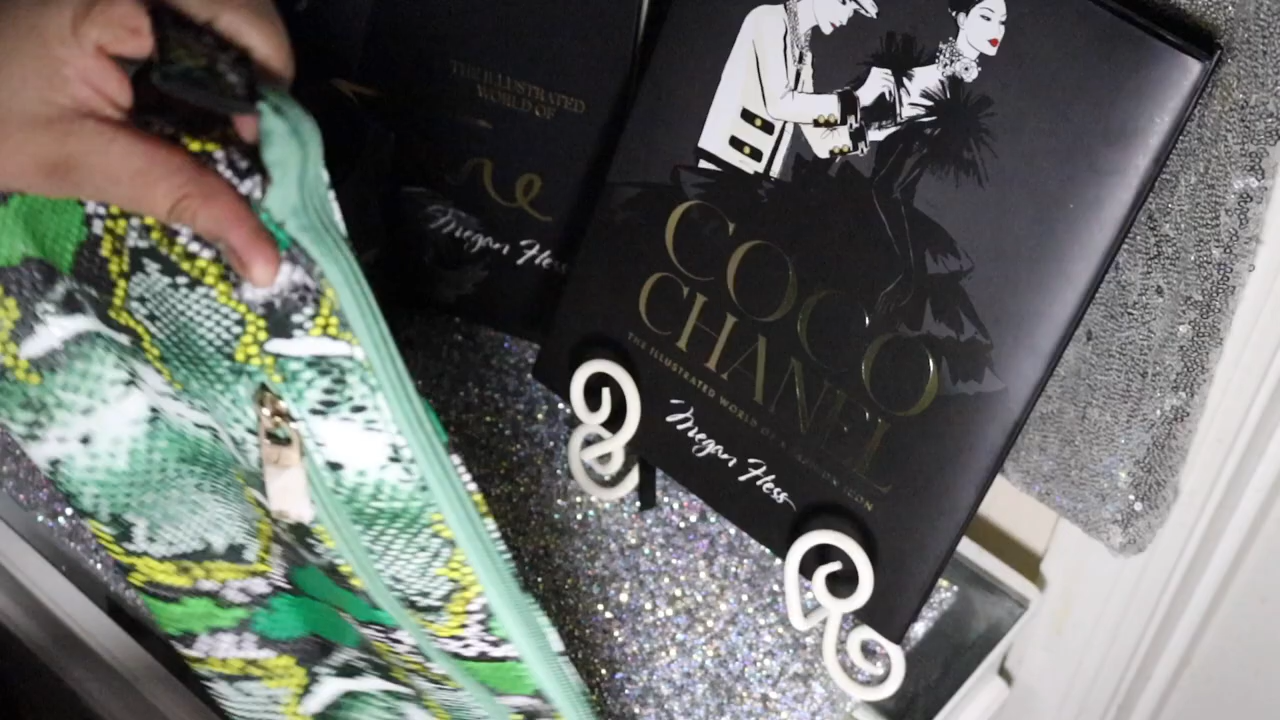 THE ILLUSTRATED
WORLD OF
Megan Hess
COCO
CHANEL
THE ILLUSTRATED WORLD OF A FASHION ICON
Megan Hess